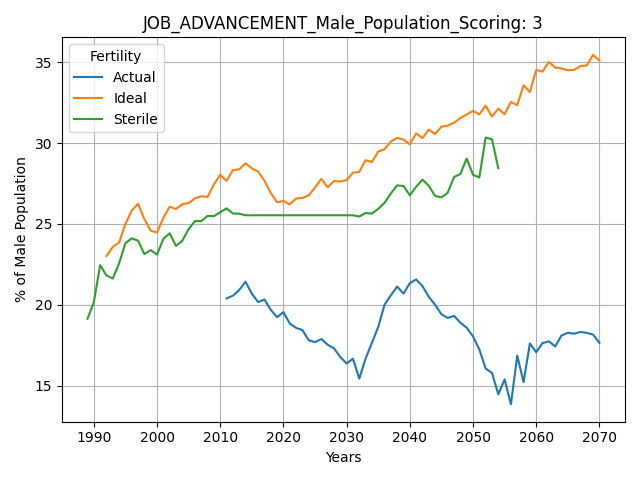 JOB_ADVANCEMENT_Male_Population_Scoring: 3
Fertility
Actual
Ideal
Sterile
% of Male Population
35
30
25
20
15
1990 2000 2010 2020 2030 2040 2050 2060 2070
Years